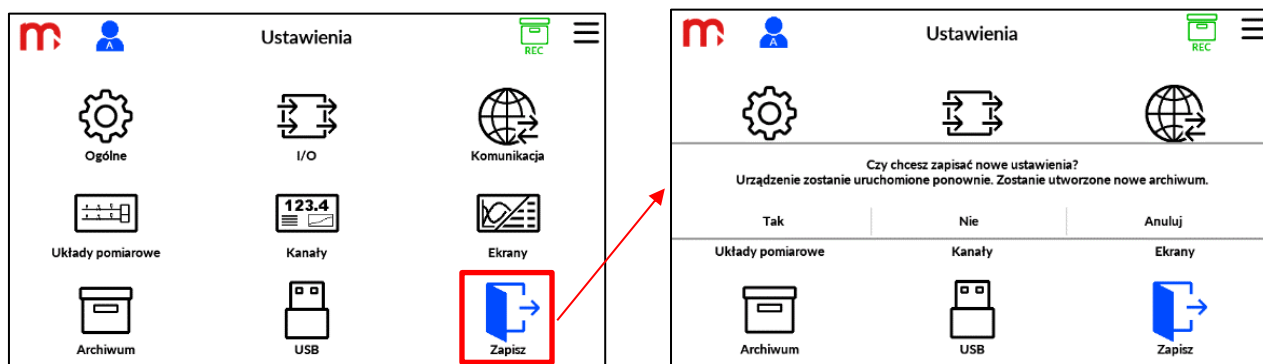 Ustawienia
REC
A
Ogólne
I/O
Komunikacja
123.4
Układy pomiarowe
Kanały
Ekrany
Archiwum
USB
Zapisz
Ustawienia
REC
A
Czy chcesz zapisać nowe ustawienia?
Urządzenie zostanie uruchomione ponownie. Zostanie utworzone nowe archiwum.
Tak
Nie
Anuluj
Układy pomiarowe
Kanały
Ekrany
Archiwum
USB
Zapisz